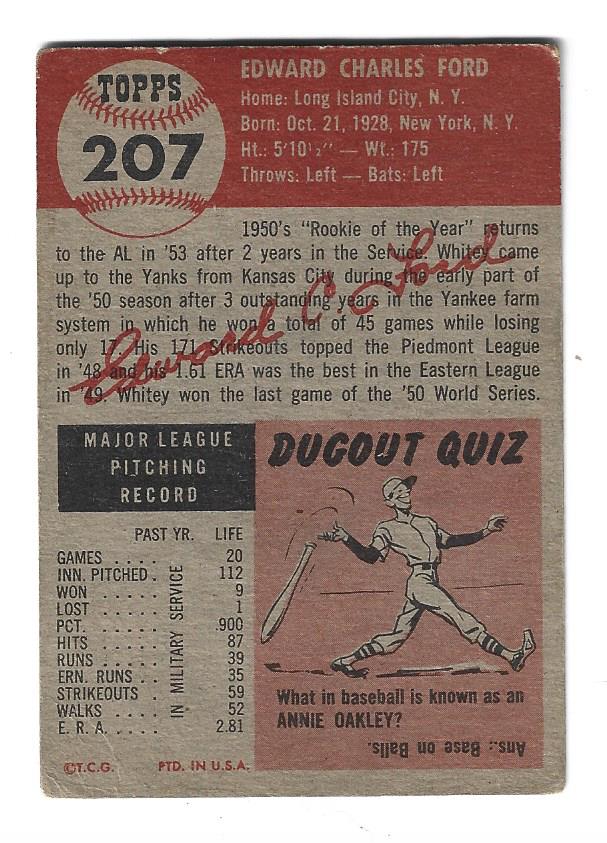 TOPPS
207
EDWARD CHARLES FORD
Home: Long Island City, N. Y.
Born: Oct. 21, 1928, New York, N. Y.
Ht.: 5'10½" — Wt.: 175
Throws: Left — Bats: Left
1950's "Rookie of the Year" returns
to the AL in '53 after 2 years in the Service. Whitey came
up to the Yanks from Kansas City during the early part of
the '50 season after 3 outstanding years in the Yankee farm
system in which he won a total of 45 games while losing
only 17. His 171 Strikeouts topped the Piedmont League
in '48 and his 1.61 ERA was the best in the Eastern League
in '49. Whitey won the last game of the '50 World Series.
Edward C. Ford
MAJOR LEAGUE
PITCHING
RECORD
PAST YR. LIFE
GAMES . . . . . 20
INN. PITCHED . 112
WON . . . . . 9
LOST . . . . . 1
PCT. . . . . . .900
HITS . . . . . 87
RUNS . . . . . 39
ERN. RUNS . . 35
STRIKEOUTS . . 59
WALKS . . . . 52
E. R. A. . . . . 2.81
IN MILITARY SERVICE
©T.C.G. PTD. IN U.S.A.
DUGOUT QUIZ
What in baseball is known as an
ANNIE OAKLEY?
Ans.: Base on Balls.